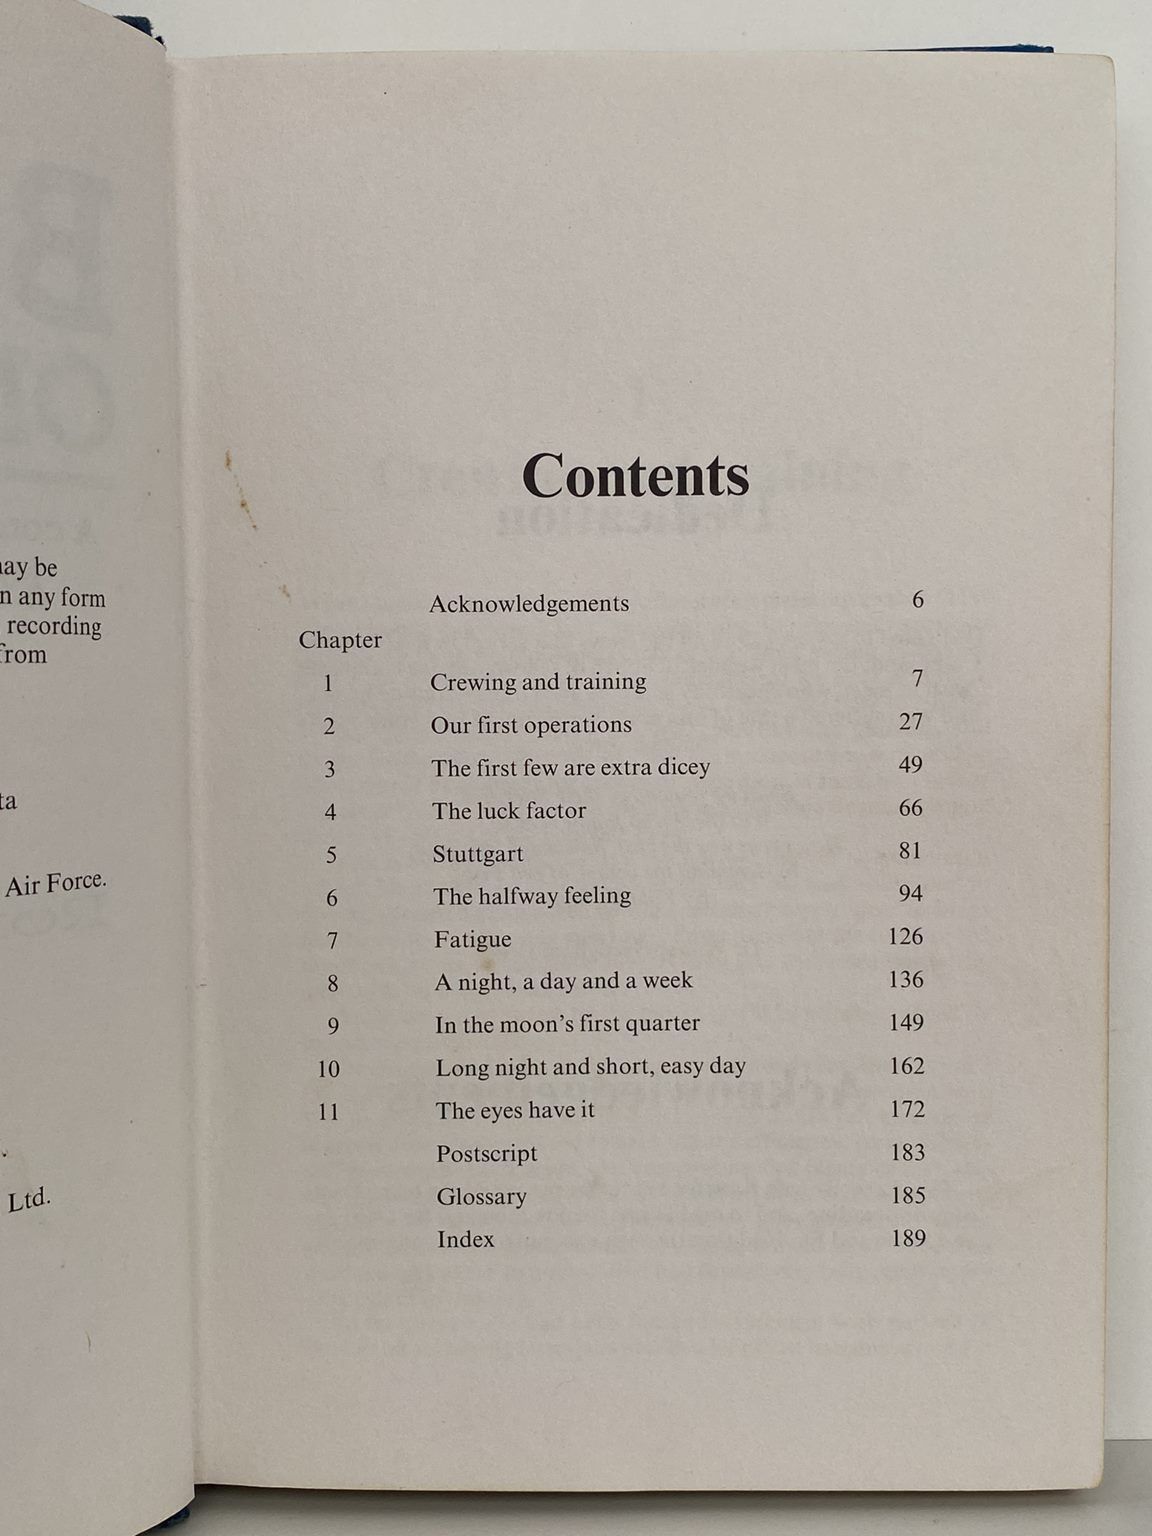 may be
n any form
recording
from
ta
Air Force.
Ltd.
Contents
Acknowledgements 6
Chapter
1 Crewing and training 7
2 Our first operations 27
3 The first few are extra dicey 49
4 The luck factor 66
5 Stuttgart 81
6 The halfway feeling 94
7 Fatigue 126
8 A night, a day and a week 136
9 In the moon's first quarter 149
10 Long night and short, easy day 162
11 The eyes have it 172
Postscript 183
Glossary 185
Index 189